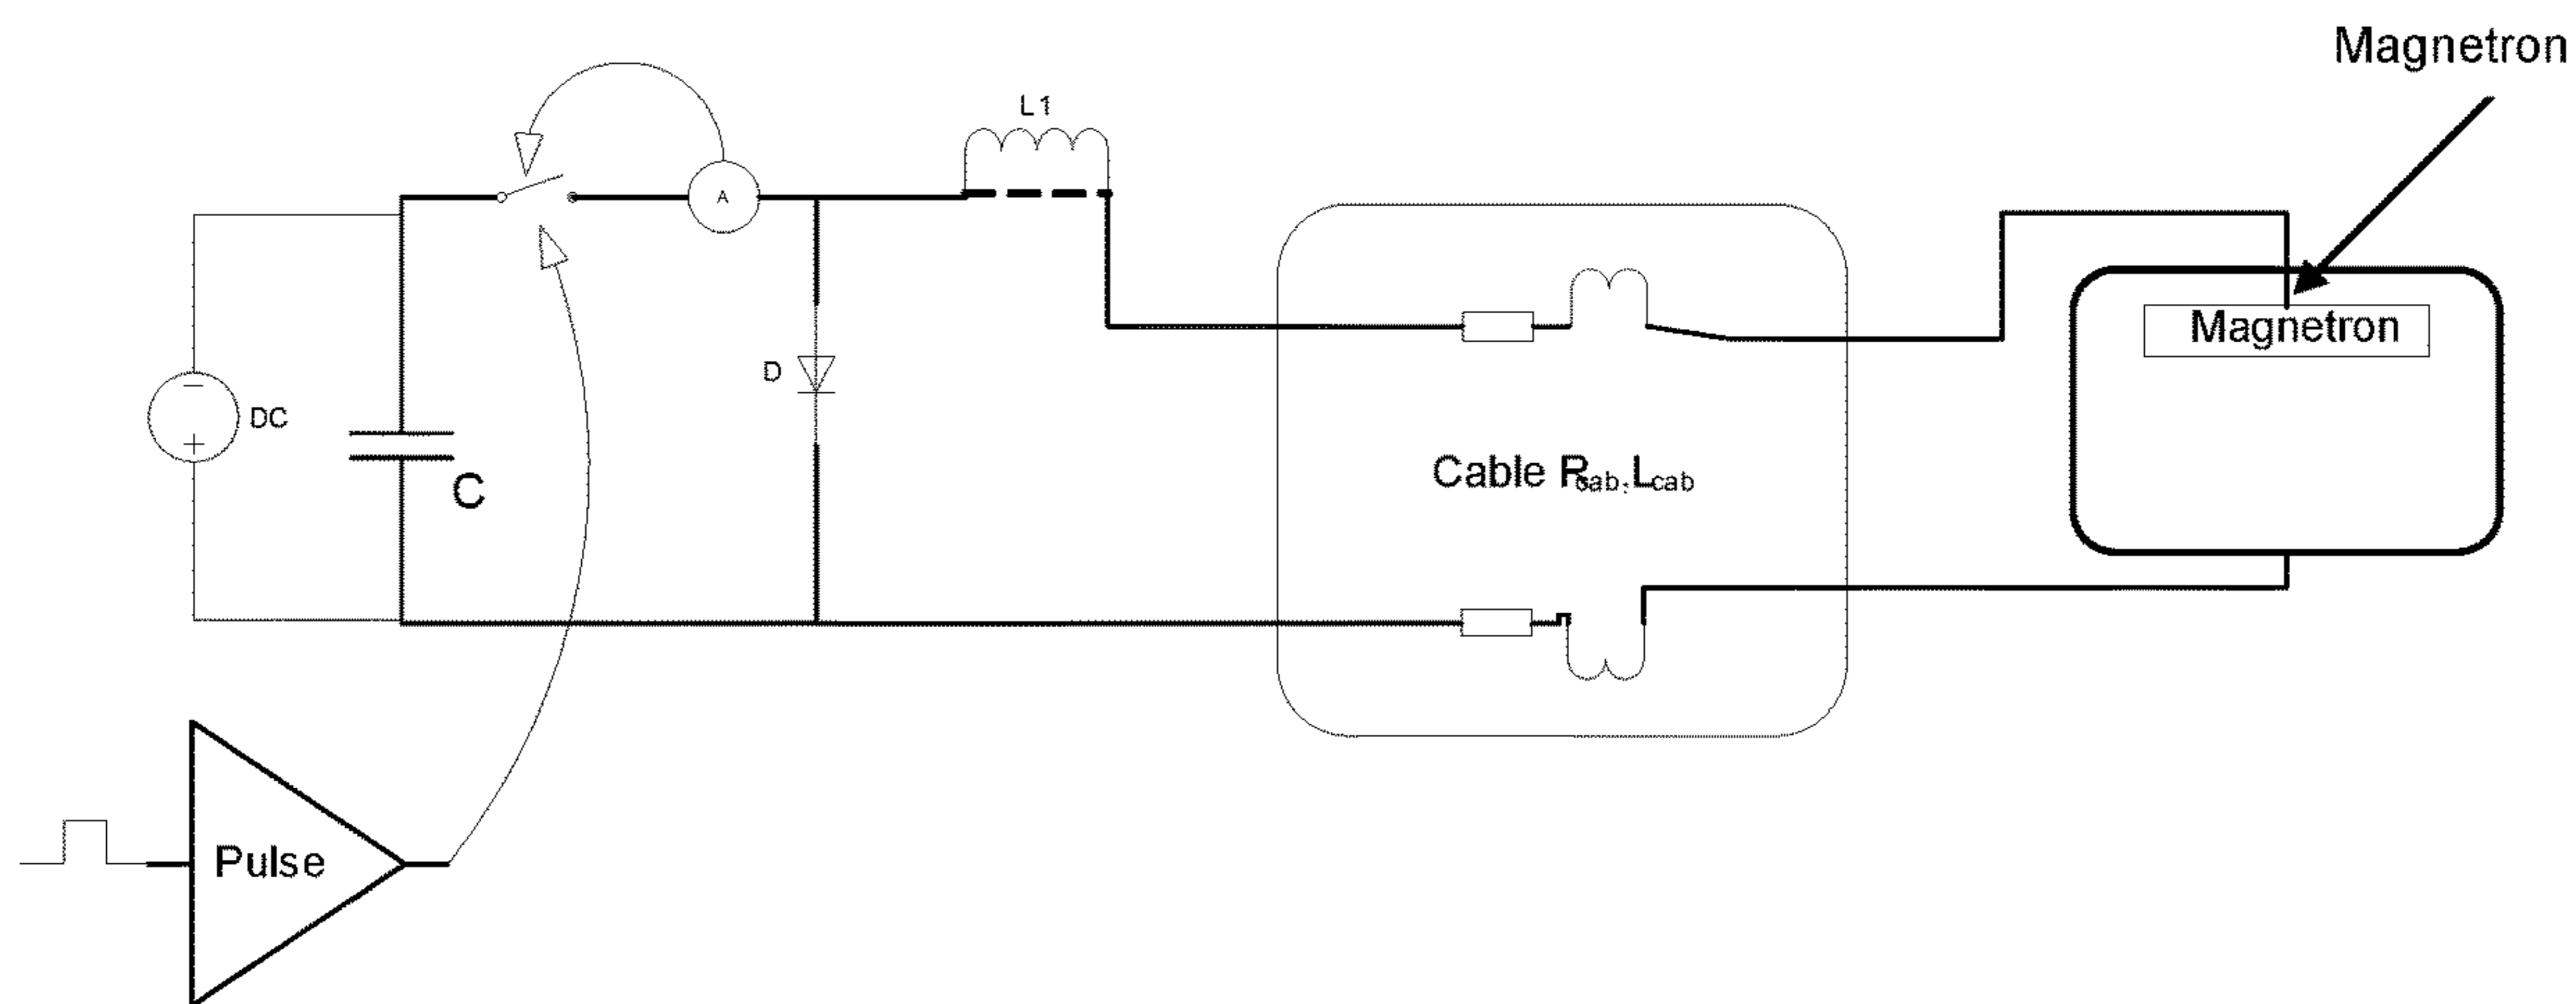 Magnetron
L1
A
Magnetron
D
−
DC
+
Cable Rcab, Lcab
C
Pulse